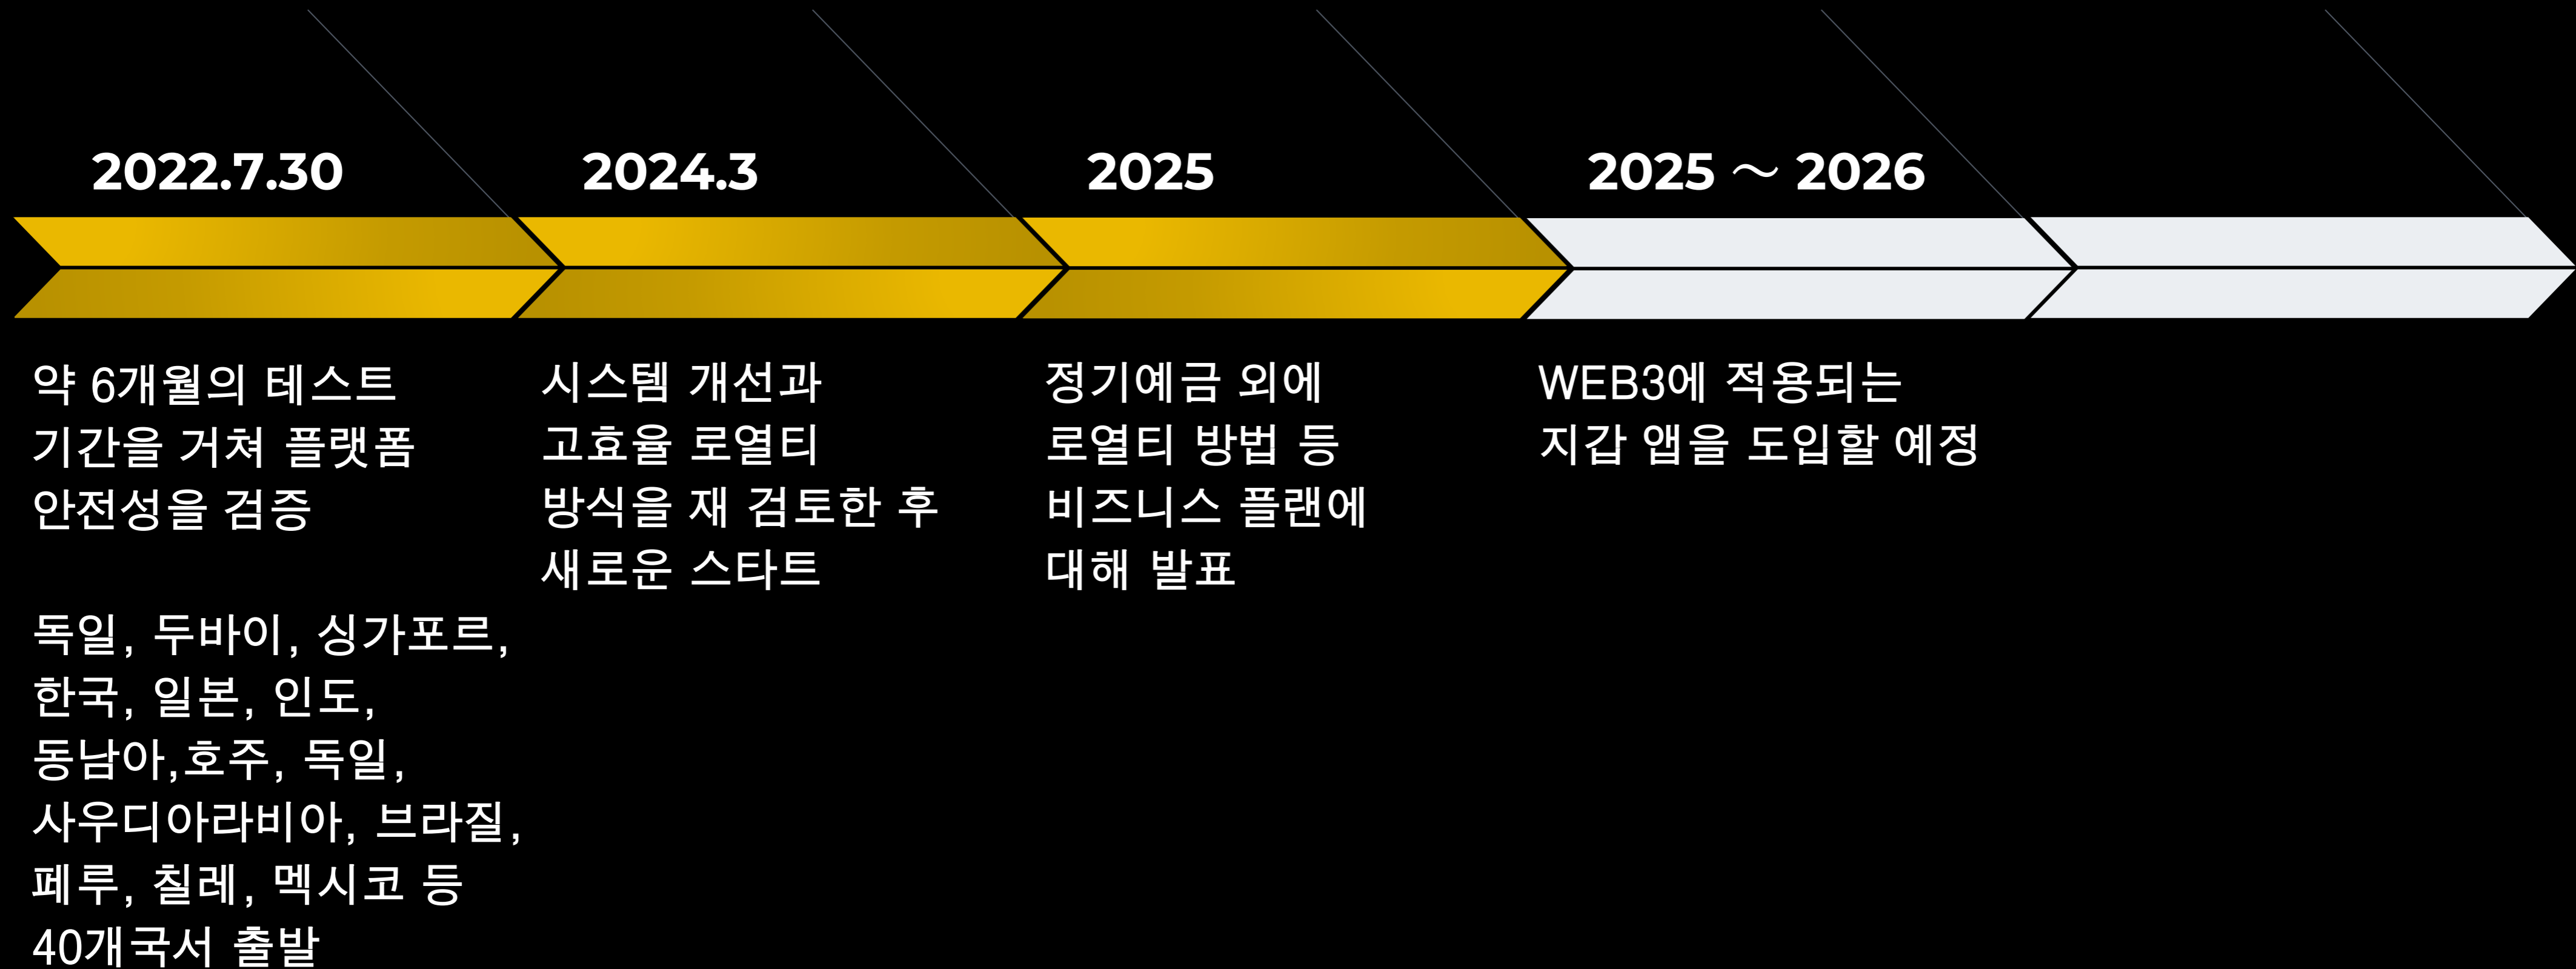 2022.7.30
약 6개월의 테스트
기간을 거쳐 플랫폼
안전성을 검증
독일, 두바이, 싱가포르,
한국, 일본, 인도,
동남아,호주, 독일,
사우디아라비아, 브라질,
페루, 칠레, 멕시코 등
40개국서 출발
2024.3
시스템 개선과
고효율 로열티
방식을 재 검토한 후
새로운 스타트
2025
정기예금 외에
로열티 방법 등
비즈니스 플랜에
대해 발표
2025 ～ 2026
WEB3에 적용되는
지갑 앱을 도입할 예정